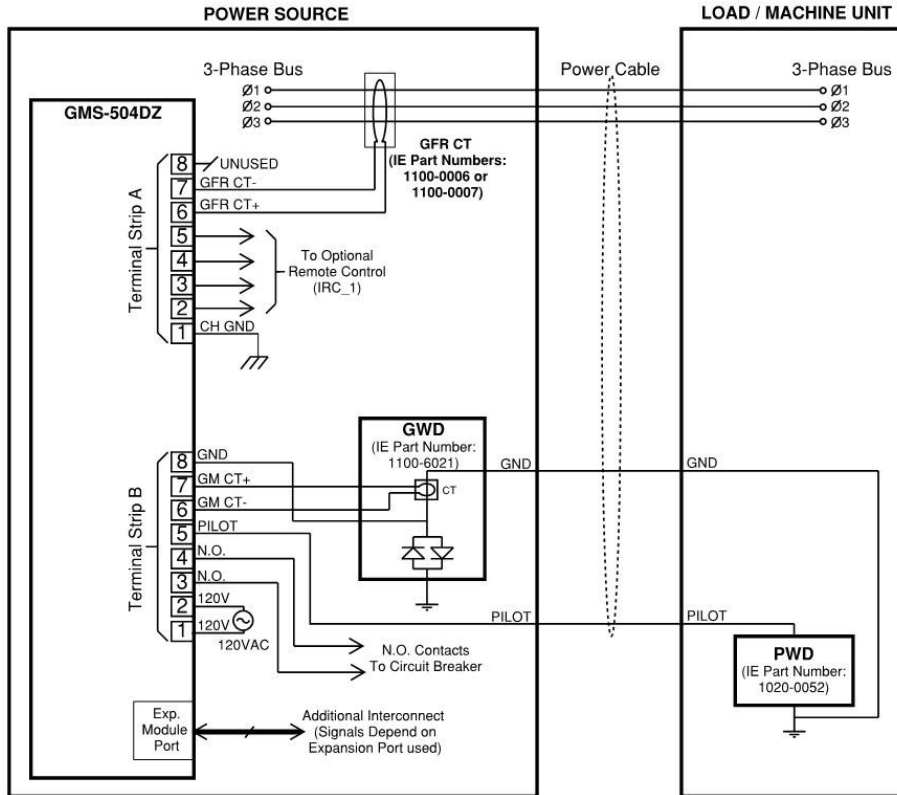 POWER SOURCE
LOAD / MACHINE UNIT
3-Phase Bus
Ø1
Ø2
Ø3
Power Cable
3-Phase Bus
Ø1
Ø2
Ø3
GMS-504DZ
GFR CT
(IE Part Numbers:
1100-0006 or
1100-0007)
Terminal Strip A
8 UNUSED
7 GFR CT-
6 GFR CT+
5
4
3
2
1 CH GND
To Optional
Remote Control
(IRC_1)
GWD
(IE Part Number:
1100-6021)
CT
GND
GND
Terminal Strip B
8 GND
7 GM CT+
6 GM CT-
5 PILOT
4 N.O.
3 N.O.
2 120V
1 120V
120VAC
PILOT
PILOT
N.O. Contacts
To Circuit Breaker
PWD
(IE Part Number:
1020-0052)
Exp.
Module
Port
Additional Interconnect
(Signals Depend on
Expansion Port used)